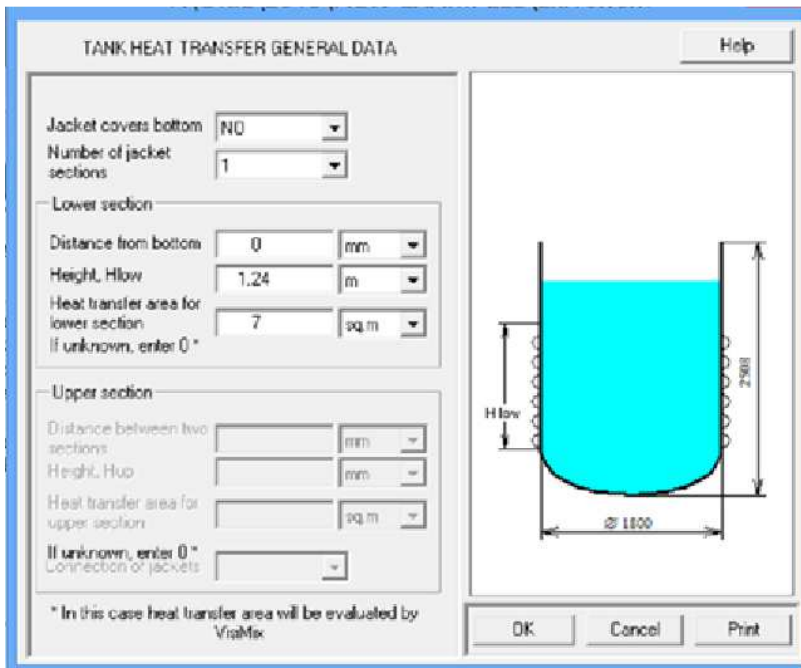 TANK HEAT TRANSFER GENERAL DATA
Help
Jacket covers bottom
NO
Number of jacket
sections
1
Lower section
Distance from bottom
0
mm
Height, Hlow
1.24
m
Heat transfer area for
lower section
7
sq.m
If unknown, enter 0 *
Upper section
Distance between two
sections
mm
Height, Hup
mm
Heat transfer area for
upper section
sq.m
If unknown, enter 0 *
Connection of jackets
* In this case heat transfer area will be evaluated by
VisiMix
H low
2508
Ø 1800
OK
Cancel
Print